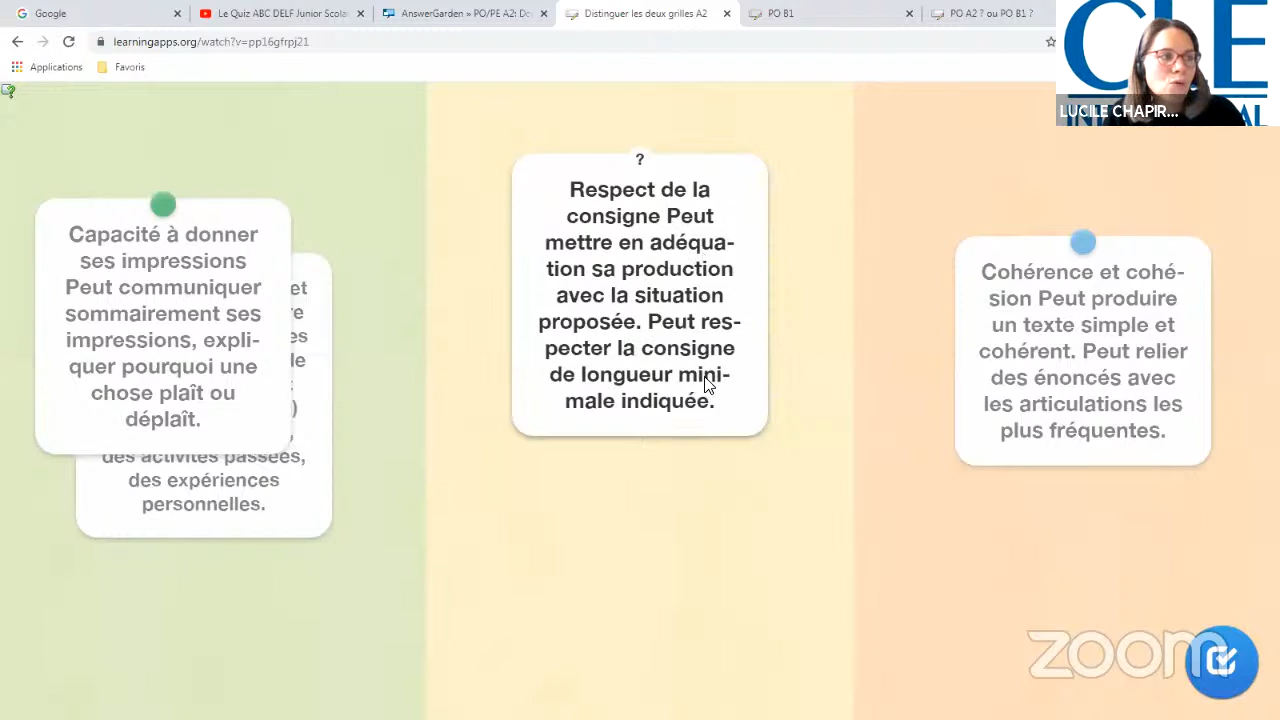 Google
Le Quiz ABC DELF Junior Scola
AnswerGarden » PO/PE A2: De
Distinguer les deux grilles A2
PO B1
PO A2 ? ou PO B1 ?
learningapps.org/watch?v=pp16gfrpj21
Applications
Favoris
CLE
LUCILE CHAPIR...
?
Respect de la
consigne Peut
mettre en adéqua-
tion sa production
avec la situation
proposée. Peut res-
pecter la consigne
de longueur mini-
male indiquée.
Capacité à donner
ses impressions
Peut communiquer
sommairement ses
impressions, expli-
quer pourquoi une
chose plaît ou
déplaît.
et
des activités passées,
des expériences
personnelles.
Cohérence et cohé-
sion Peut produire
un texte simple et
cohérent. Peut relier
des énoncés avec
les articulations les
plus fréquentes.
zoom